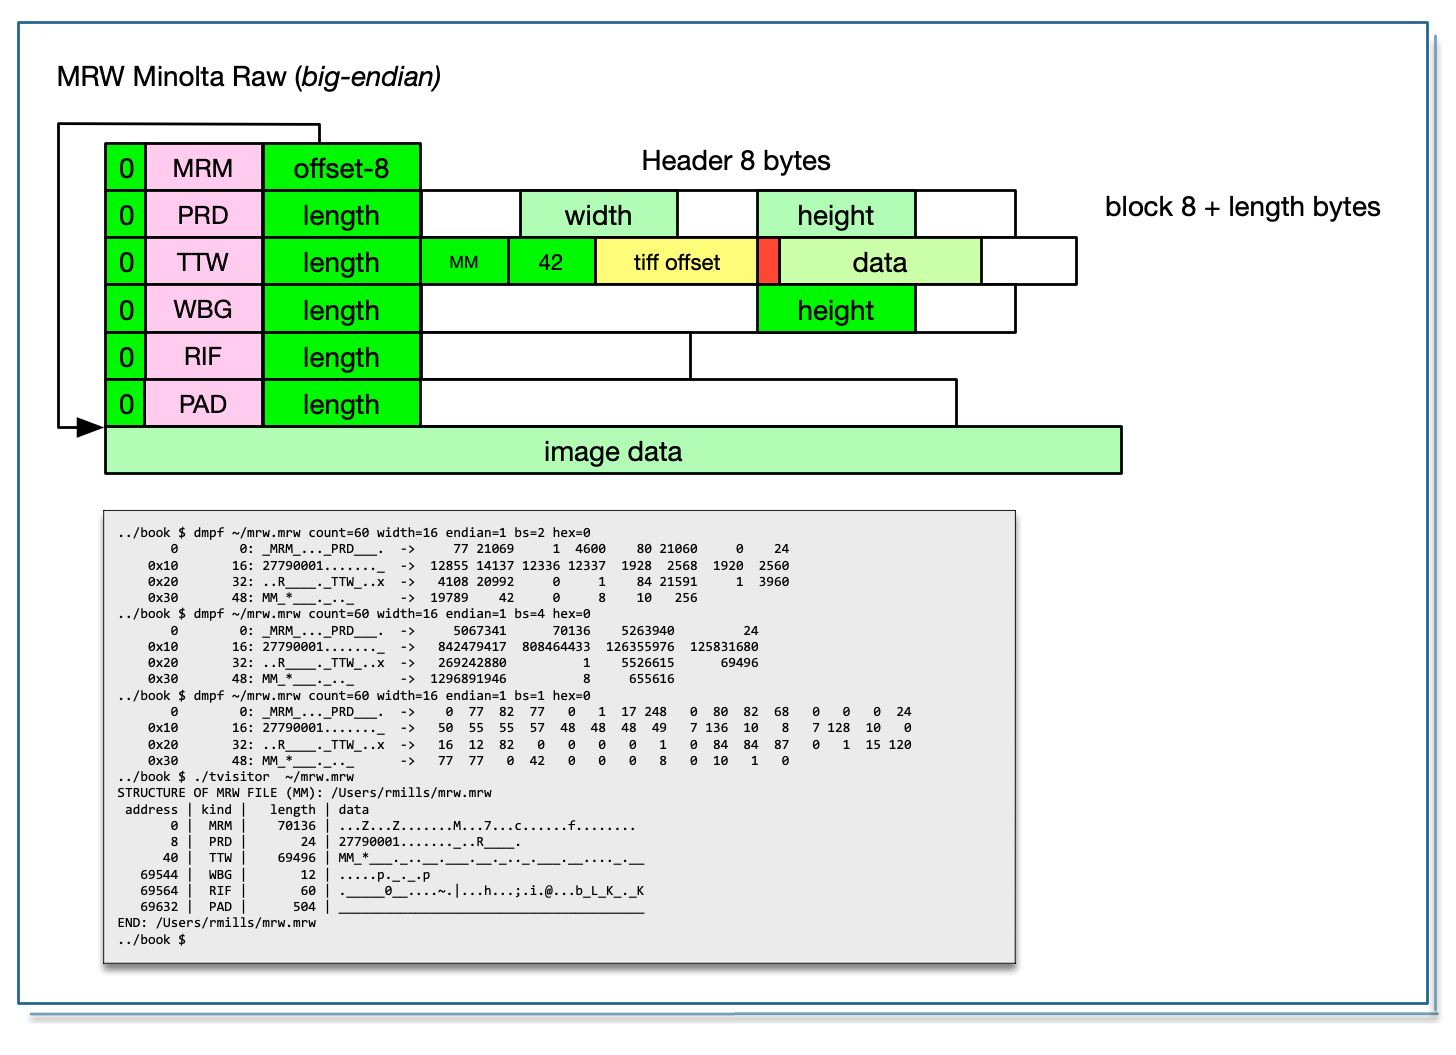 MRW Minolta Raw (big-endian)
Header 8 bytes
0 MRM offset-8
0 PRD length width height
block 8 + length bytes
0 TTW length MM 42 tiff offset data
0 WBG length height
0 RIF length
0 PAD length
image data
../book $ dmpf ~/mrw.mrw count=60 width=16 endian=1 bs=2 hex=0
0 0: _MRM_..._PRD___. -> 77 21069 1 4600 80 21060 0 24
0x10 16: 27790001......._ -> 12855 14137 12336 12337 1928 2568 1920 2560
0x20 32: ..R____._TTW_..x -> 4108 20992 0 1 84 21591 1 3960
0x30 48: MM_*___._.._ -> 19789 42 0 8 10 256
../book $ dmpf ~/mrw.mrw count=60 width=16 endian=1 bs=4 hex=0
0 0: _MRM_..._PRD___. -> 5067341 70136 5263940 24
0x10 16: 27790001......._ -> 842479417 808464433 126355976 125831680
0x20 32: ..R____._TTW_..x -> 269242880 1 5526615 69496
0x30 48: MM_*___._.._ -> 1296891946 8 655616
../book $ dmpf ~/mrw.mrw count=60 width=16 endian=1 bs=1 hex=0
0 0: _MRM_..._PRD___. -> 0 77 82 77 0 1 17 248 0 80 82 68 0 0 0 24
0x10 16: 27790001......._ -> 50 55 55 57 48 48 48 49 7 136 10 8 7 128 10 0
0x20 32: ..R____._TTW_..x -> 16 12 82 0 0 0 0 1 0 84 84 87 0 1 15 120
0x30 48: MM_*___._.._ -> 77 77 0 42 0 0 0 8 0 10 1 0
../book $ ./tvisitor ~/mrw.mrw
STRUCTURE OF MRW FILE (MM): /Users/rmills/mrw.mrw
address | kind | length | data
0 | MRM | 70136 | ...Z...Z.......M...7...c......f........
8 | PRD | 24 | 27790001......._..R____.
40 | TTW | 69496 | MM_*___._..__.___.__._.._.___.__...._.__
69544 | WBG | 12 | .....p._._.p
69564 | RIF | 60 | ._____0__....~.|...h...;.i.@...b_L_K_._K
69632 | PAD | 504 | ________________________________________
END: /Users/rmills/mrw.mrw
../book $